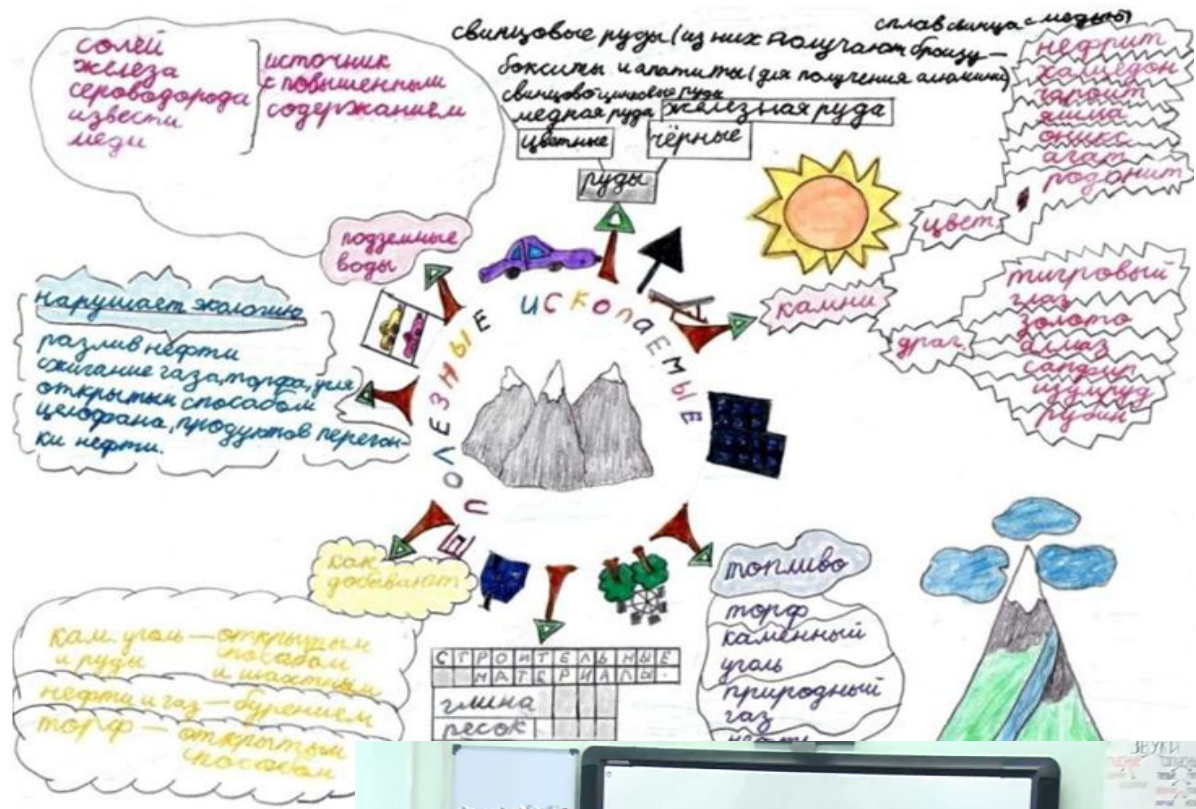 солей
железа
сероводорода
извести
меди
источник
с повышенным
содержанием
подземные
воды
сплав свинца с медью)
свинцовые руды (из них получают бронзу —
бокситы и апатиты (для получения алюминия)
свинцово-цинковые руды
медная руда железная руда
цветные
чёрные
руды
нефрит
халцедон
чароит
яшма
оникс
агат
родонит
цвет.
камни
драг.
тигровый
глаз
золото
алмаз
сапфир
изумруд
рубин
нарушает экологию
разлив нефти
сжигание газа, торфа, угля
открытым способом
целофана, продуктов перегон-
ки нефти.
ПОЛЕЗНЫЕ ИСКОПАЕМЫЕ
как
добывают
кам. уголь — открытым
и руды способом
и шахтным
нефть и газ — бурением
торф — открытым
способом
СТРОИТЕЛЬНЫЕ
МАТЕРИАЛЫ.
глина
песок
топливо
торф
каменный
уголь
природный
газ
нефть
ЗВУКИ